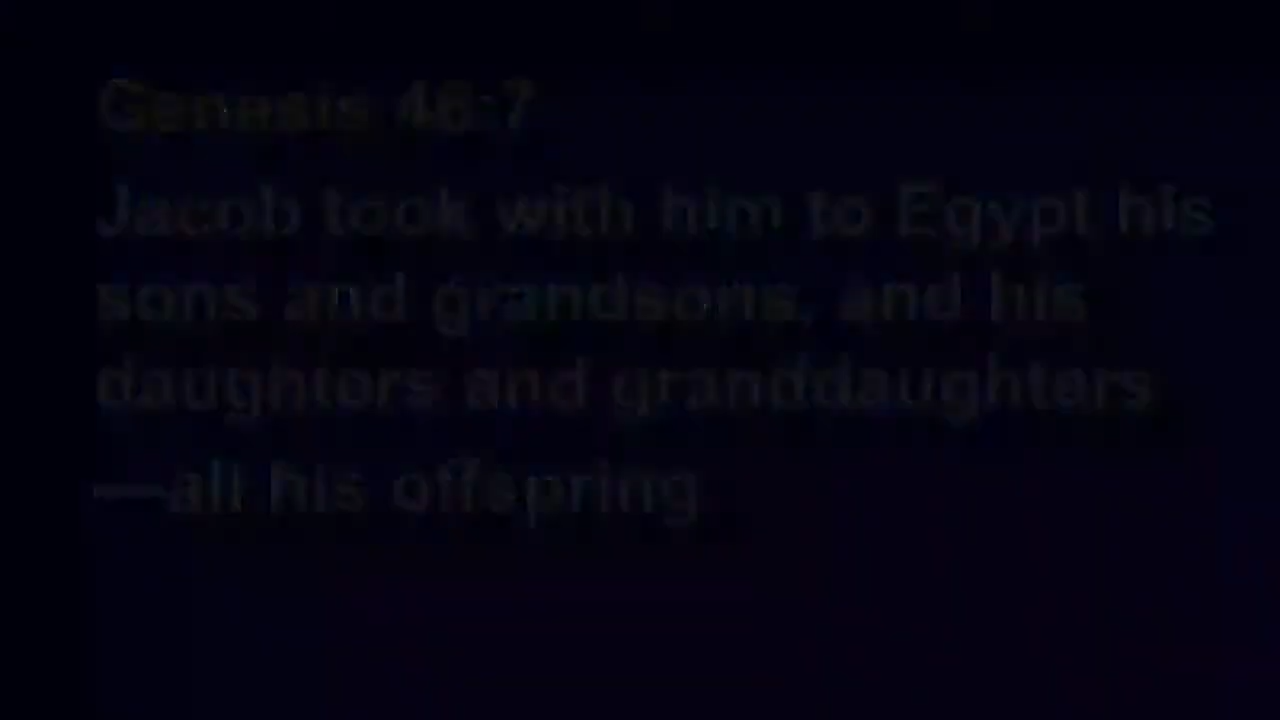 Genesis 46:7
Jacob took with him to Egypt his
sons and grandsons, and his
daughters and granddaughters
—all his offspring